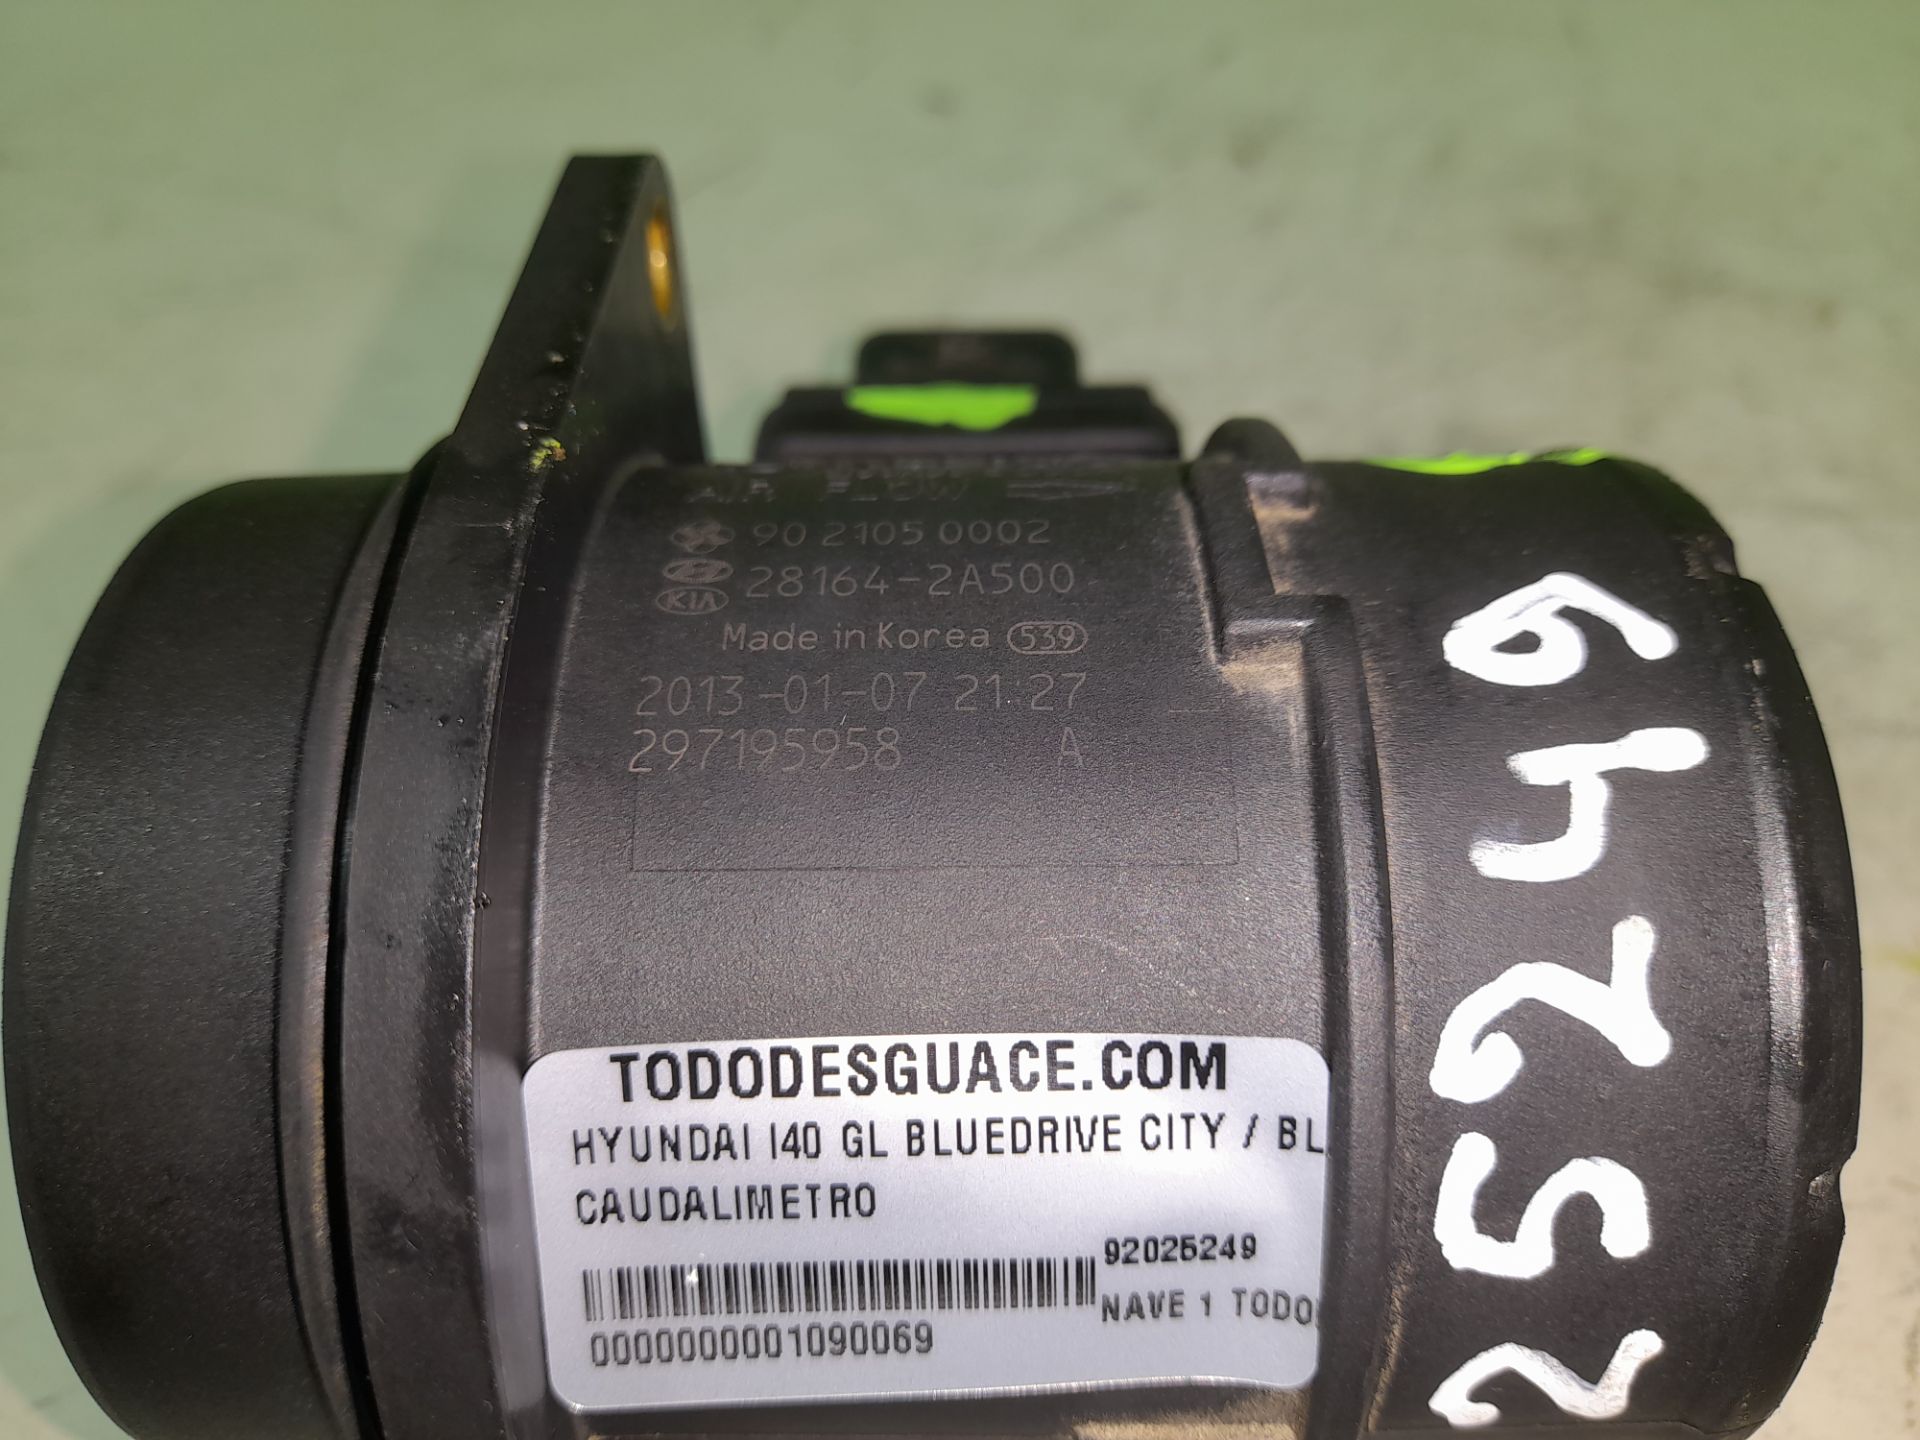 AIR FLOW
90 2105 0002
28164-2A500
KIA
Made in Korea 539
2013-01-07 21:27
297195958 A
TODODESGUACE.COM
HYUNDAI I40 GL BLUEDRIVE CITY / BL
CAUDALIMETRO
92025249
NAVE 1 TODO
0000000001090069
25249